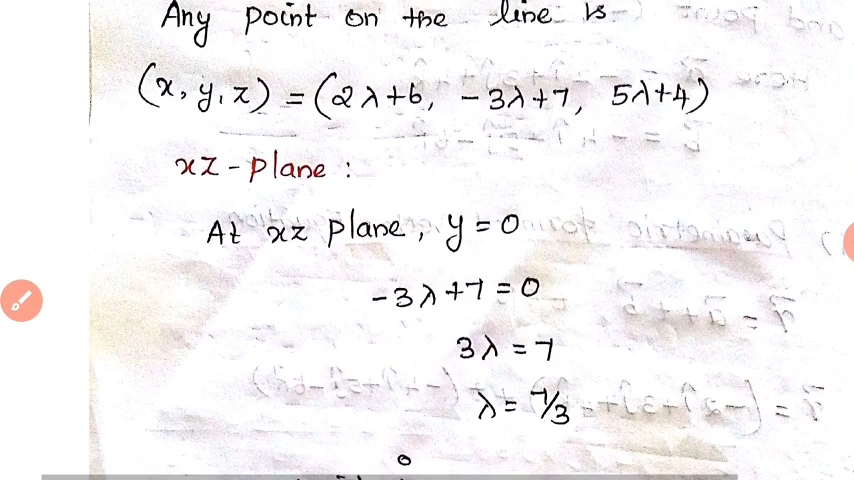 Any point on the line is
(x, y, z) = (2λ+6, -3λ+7, 5λ+4)
xz-plane :
At xz plane, y = 0
-3λ+7 = 0
3λ = 7
λ = 7/3